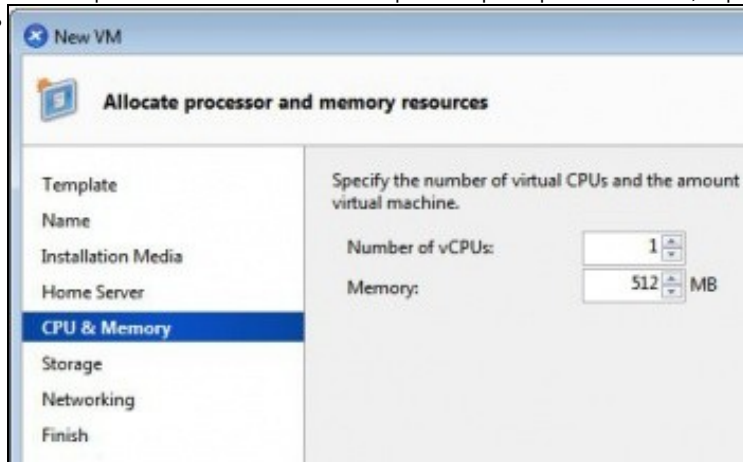 New VM
Allocate processor and memory resources
Template
Name
Installation Media
Home Server
CPU & Memory
Storage
Networking
Finish
Specify the number of virtual CPUs and the amount
virtual machine.
Number of vCPUs: 1
Memory: 512 MB